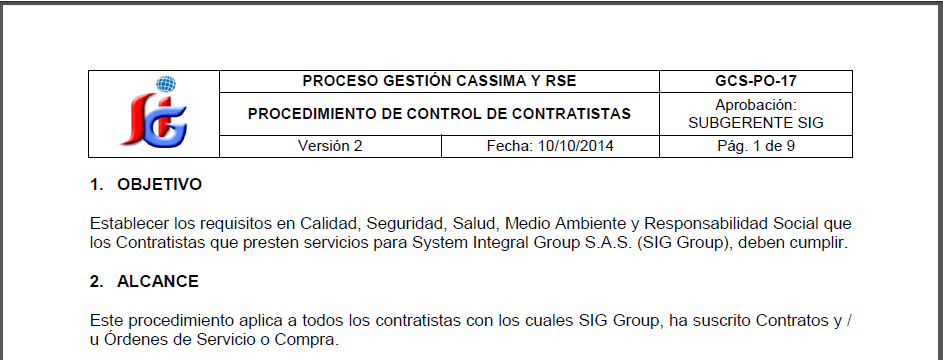 SiG
PROCESO GESTIÓN CASSIMA Y RSE
GCS-PO-17
PROCEDIMIENTO DE CONTROL DE CONTRATISTAS
Aprobación:
SUBGERENTE SIG
Versión 2
Fecha: 10/10/2014
Pág. 1 de 9
1. OBJETIVO
Establecer los requisitos en Calidad, Seguridad, Salud, Medio Ambiente y Responsabilidad Social que
los Contratistas que presten servicios para System Integral Group S.A.S. (SIG Group), deben cumplir.
2. ALCANCE
Este procedimiento aplica a todos los contratistas con los cuales SIG Group, ha suscrito Contratos y /
u Órdenes de Servicio o Compra.